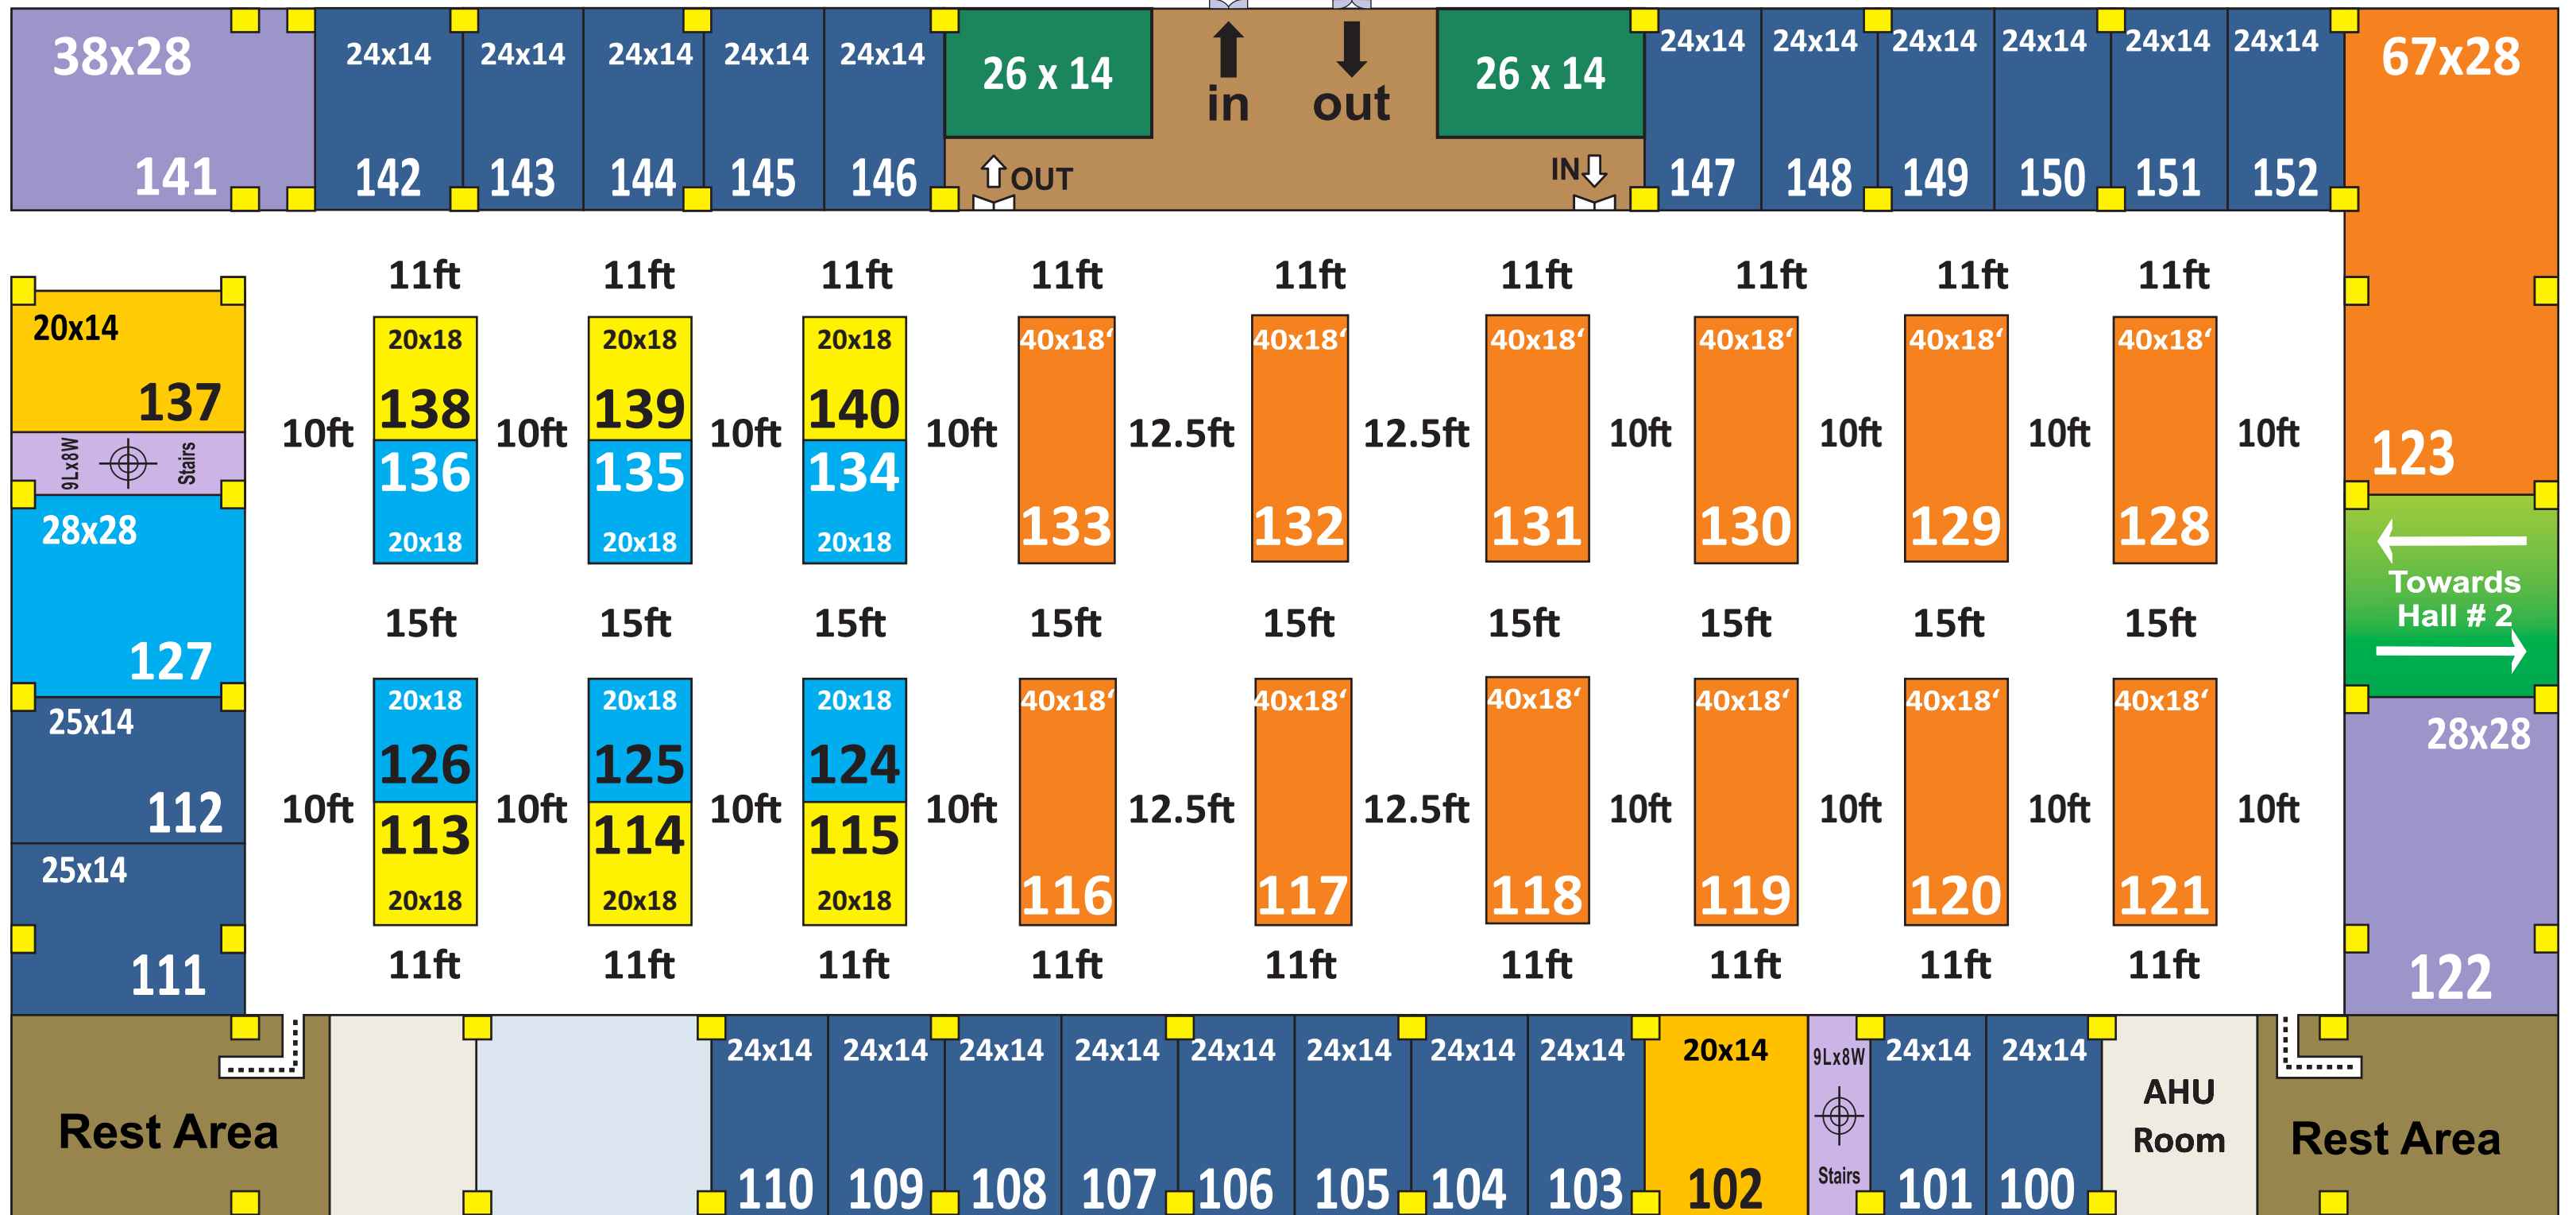 38x28
141
24x14
142
24x14
143
24x14
144
24x14
145
24x14
146
26 x 14
in
out
26 x 14
OUT
IN
24x14
147
24x14
148
24x14
149
24x14
150
24x14
151
24x14
152
67x28
123
11ft 11ft 11ft 11ft 11ft 11ft 11ft 11ft 11ft
20x14
137
9Lx8W
Stairs
28x28
127
25x14
112
25x14
111
20x18
138
136
20x18
20x18
139
135
20x18
20x18
140
134
20x18
40x18‘
133
40x18‘
132
40x18‘
131
40x18‘
130
40x18‘
129
40x18‘
128
10ft 10ft 10ft 10ft 12.5ft 12.5ft 10ft 10ft 10ft 10ft
15ft 15ft 15ft 15ft 15ft 15ft 15ft 15ft 15ft
Towards
Hall # 2
20x18
126
113
20x18
20x18
125
114
20x18
20x18
124
115
20x18
40x18‘
116
40x18‘
117
40x18‘
118
40x18‘
119
40x18‘
120
40x18‘
121
10ft 10ft 10ft 10ft 12.5ft 12.5ft 10ft 10ft 10ft 10ft
28x28
122
11ft 11ft 11ft 11ft 11ft 11ft 11ft 11ft 11ft
Rest Area
24x14
110
24x14
109
24x14
108
24x14
107
24x14
106
24x14
105
24x14
104
24x14
103
20x14
102
9Lx8W
Stairs
24x14
101
24x14
100
AHU
Room
Rest Area